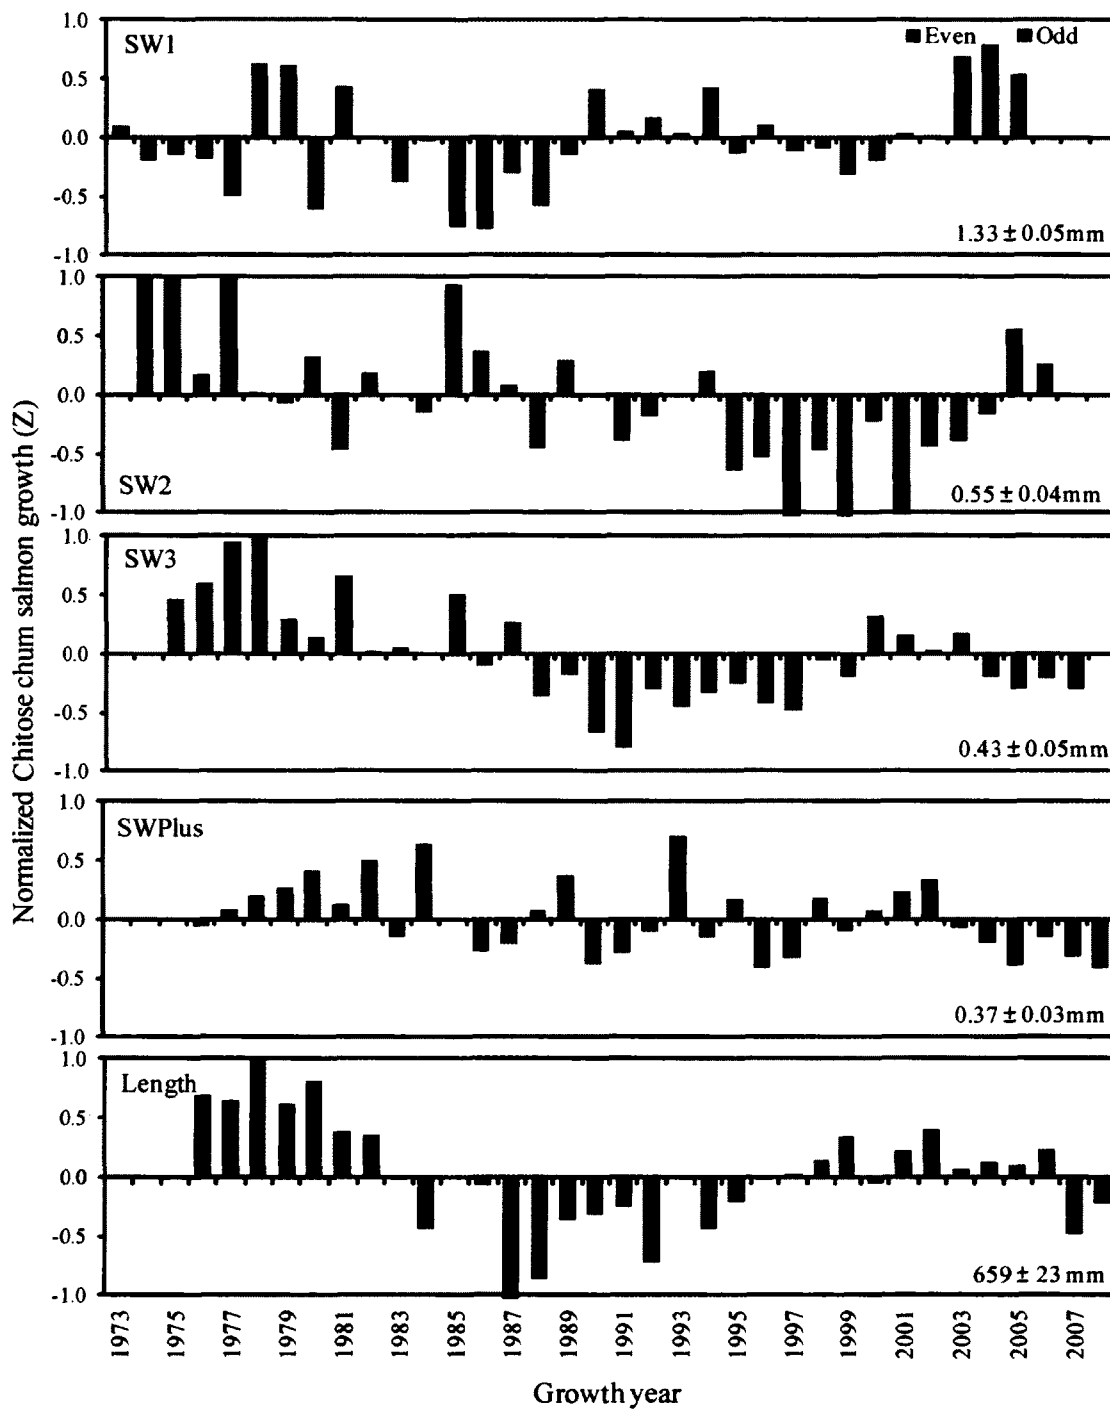 Normalized Chitose chum salmon growth (Z)
1.0
SW1
Even Odd
0.5
0.0
-0.5
-1.0
1.33 ± 0.05mm
1.0
0.5
0.0
-0.5
SW2
-1.0
0.55 ± 0.04mm
1.0
SW3
0.5
0.0
-0.5
-1.0
0.43 ± 0.05mm
1.0
SWPlus
0.5
0.0
-0.5
-1.0
0.37 ± 0.03mm
1.0
Length
0.5
0.0
-0.5
-1.0
659 ± 23 mm
1973 1975 1977 1979 1981 1983 1985 1987 1989 1991 1993 1995 1997 1999 2001 2003 2005 2007
Growth year